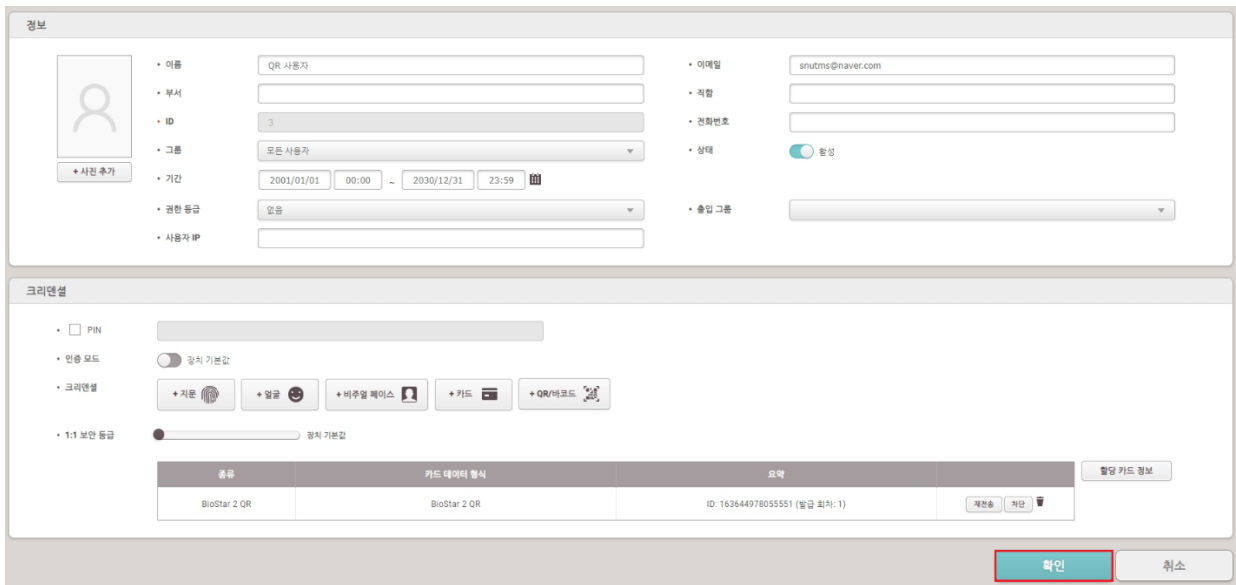 정보
• 이름 QR 사용자 • 이메일 snutms@naver.com
• 부서 • 직함
• ID 3 • 전화번호
• 그룹 모든 사용자 • 상태 활성
+ 사진 추가
• 기간 2001/01/01 00:00 ~ 2030/12/31 23:59
• 권한 등급 없음 • 출입 그룹
• 사용자 IP
크리덴셜
• PIN
• 인증 모드 장치 기본값
• 크리덴셜 + 지문 + 얼굴 + 비주얼 페이스 + 카드 + QR/바코드
• 1:1 보안 등급 장치 기본값
종류 카드 데이터 형식 요약 할당 카드 정보
BioStar 2 QR BioStar 2 QR ID: 163644978055551 (발급 회차: 1) 재전송 차단
확인 취소